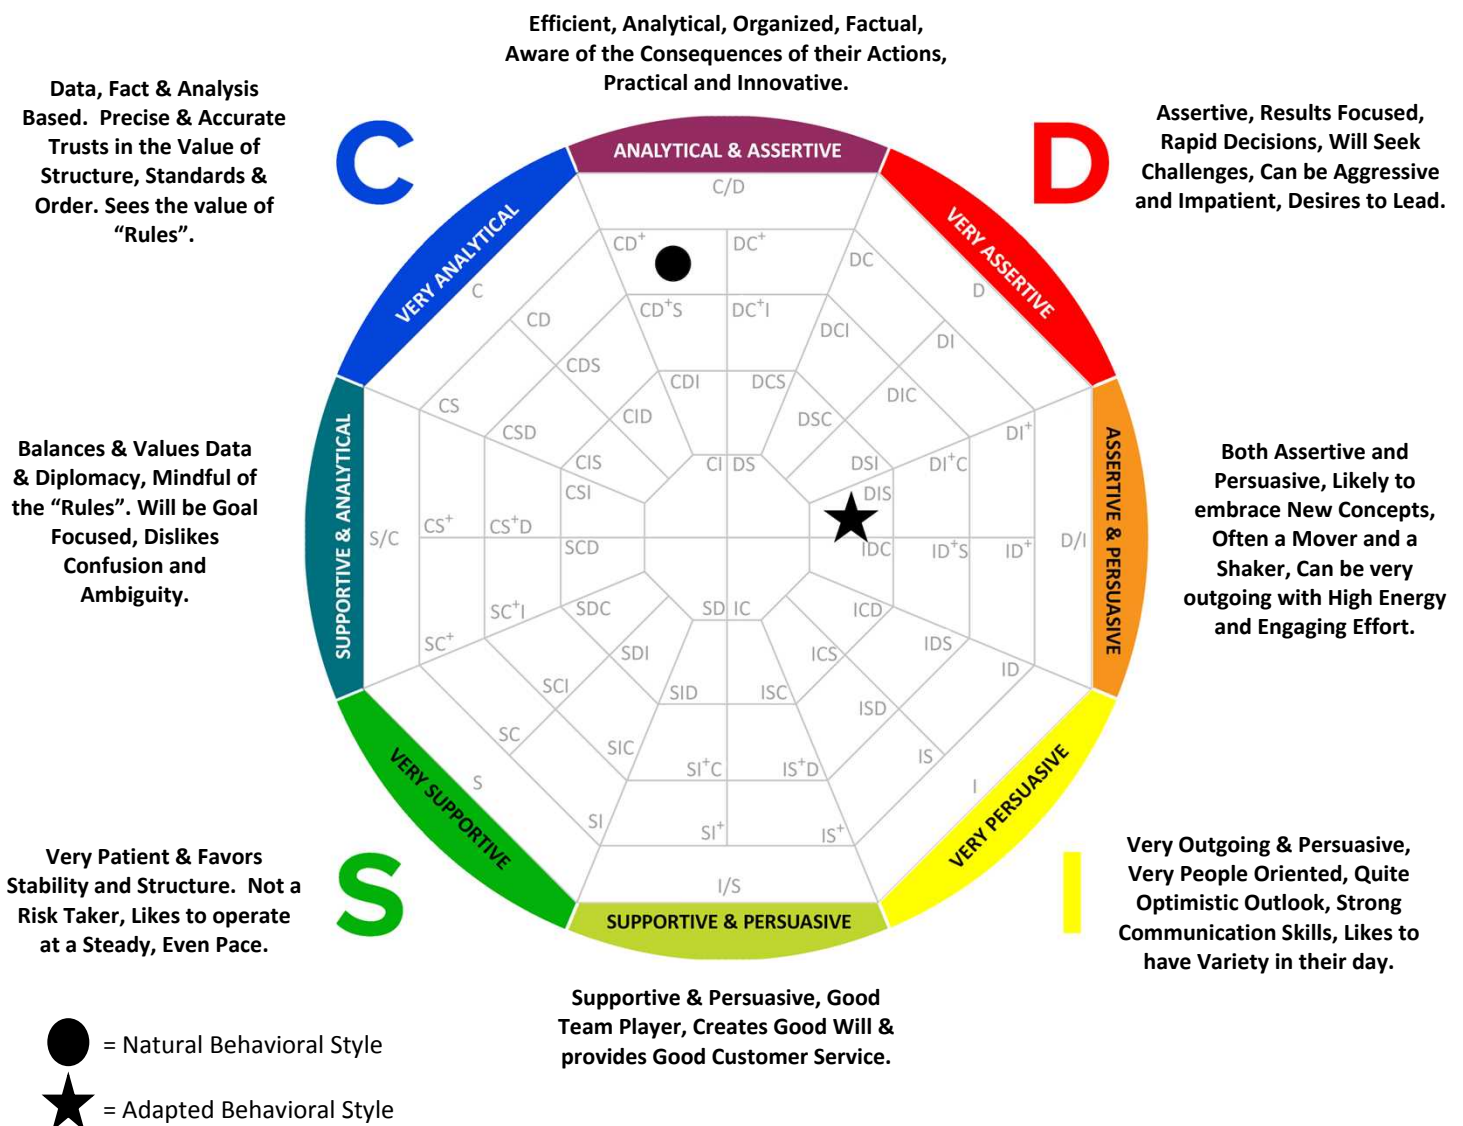 Efficient, Analytical, Organized, Factual,
Aware of the Consequences of their Actions,
Practical and Innovative.
Data, Fact & Analysis
Based.  Precise & Accurate
Trusts in the Value of
Structure, Standards &
Order. Sees the value of
“Rules”.
C
D
Assertive, Results Focused,
Rapid Decisions, Will Seek
Challenges, Can be Aggressive
and Impatient, Desires to Lead.
ANALYTICAL & ASSERTIVE
VERY ANALYTICAL
VERY ASSERTIVE
C/D
CD+
DC+
DC
C
D
CD
CD+S
DC+I
DCI
DI
CDS
CDI
DCS
DIC
CS
CID
DSC
CSD
DI+
CIS
CI
DS
DSI
DI+C
CSI
DIS
Balances & Values Data
& Diplomacy, Mindful of
the “Rules”. Will be Goal
Focused, Dislikes
Confusion and
Ambiguity.
SUPPORTIVE & ANALYTICAL
ASSERTIVE & PERSUASIVE
Both Assertive and
Persuasive, Likely to
embrace New Concepts,
Often a Mover and a
Shaker, Can be very
outgoing with High Energy
and Engaging Effort.
S/C
CS+
CS+D
SCD
IDC
ID+S
ID+
D/I
SC+I
SDC
SD
IC
ICD
SC+
SDI
ICS
IDS
ID
SCI
SID
ISC
ISD
SC
SIC
IS
SI+C
IS+D
S
I
SI
SI+
IS+
I/S
VERY SUPPORTIVE
VERY PERSUASIVE
SUPPORTIVE & PERSUASIVE
Very Patient & Favors
Stability and Structure.  Not a
Risk Taker, Likes to operate
at a Steady, Even Pace.
S
I
Very Outgoing & Persuasive,
Very People Oriented, Quite
Optimistic Outlook, Strong
Communication Skills, Likes to
have Variety in their day.
Supportive & Persuasive, Good
Team Player, Creates Good Will &
provides Good Customer Service.
= Natural Behavioral Style
= Adapted Behavioral Style